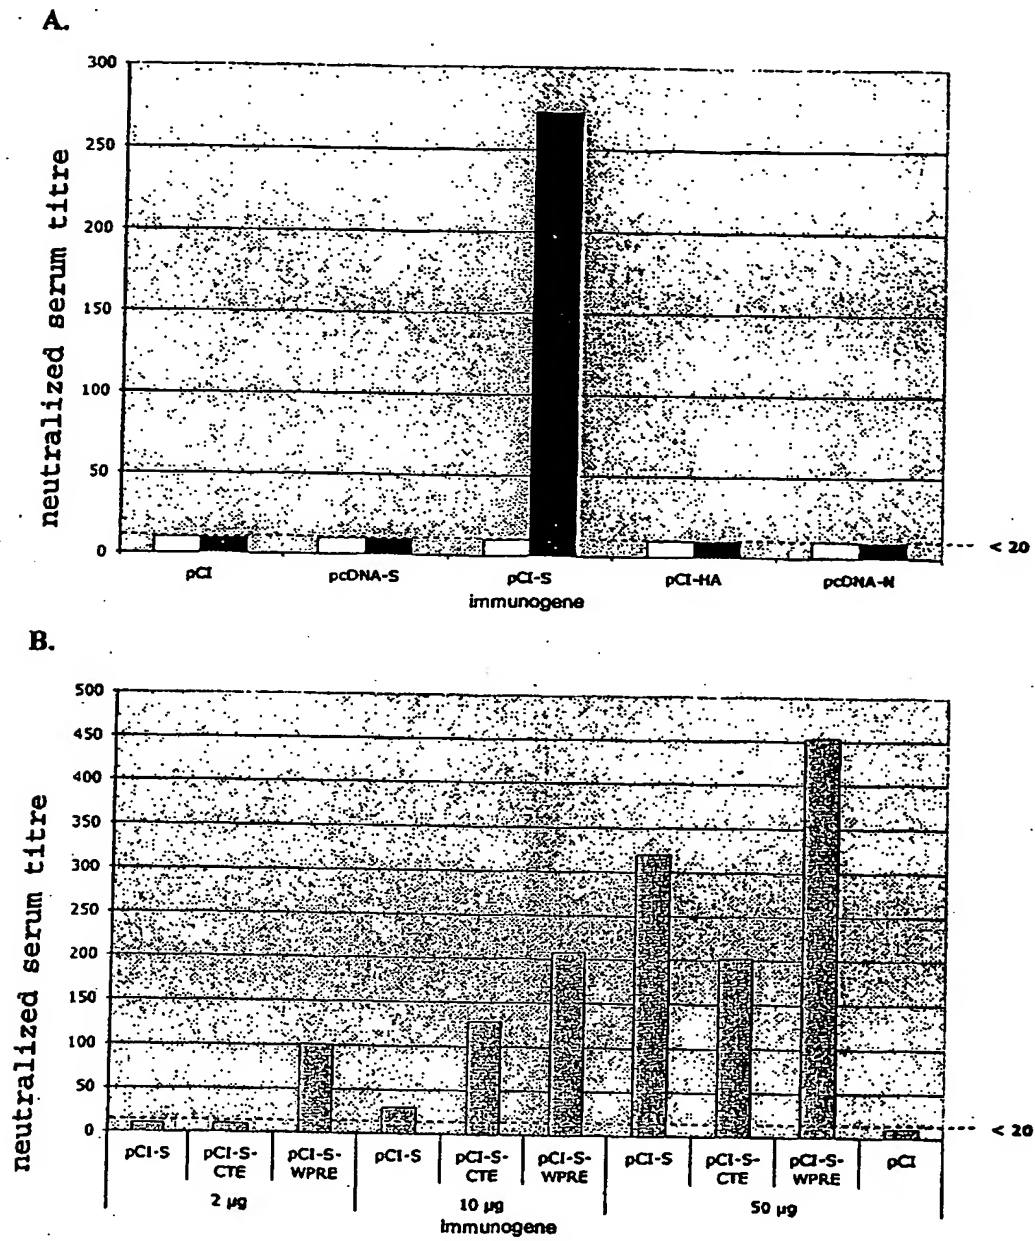 A.
300
250
200
150
100
50
0
neutralized serum titre
< 20
pCI pcDNA-S pCI-S pCI-HA pcDNA-N
immunogene
B.
500
450
400
350
300
250
200
150
100
50
0
neutralized serum titre
< 20
pCI-S pCI-S-CTE pCI-S-WPRE pCI-S pCI-S-CTE pCI-S-WPRE pCI-S pCI-S-CTE pCI-S-WPRE pCI
2 µg 10 µg 50 µg
immunogene